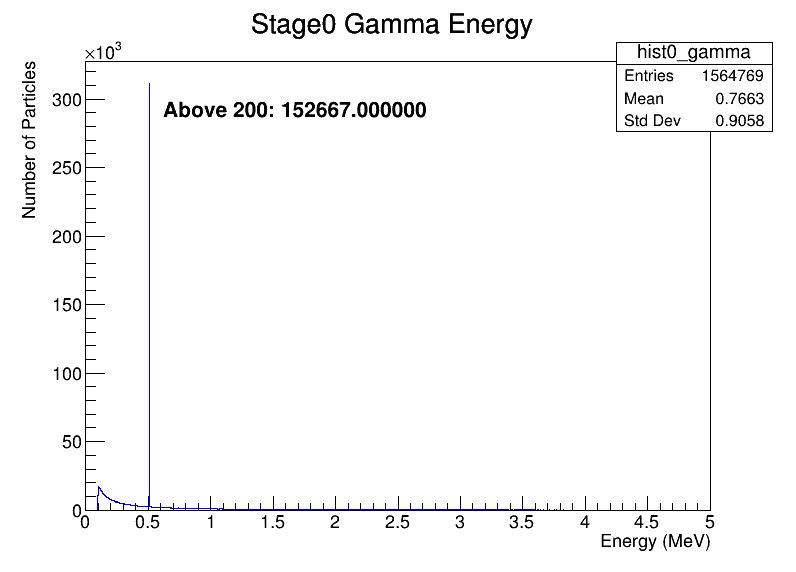 Stage0 Gamma Energy
×10³
hist0_gamma
Entries 1564769
Mean 0.7663
Std Dev 0.9058
Above 200: 152667.000000
Number of Particles
300
250
200
150
100
50
0
0 0.5 1 1.5 2 2.5 3 3.5 4 4.5 5
Energy (MeV)